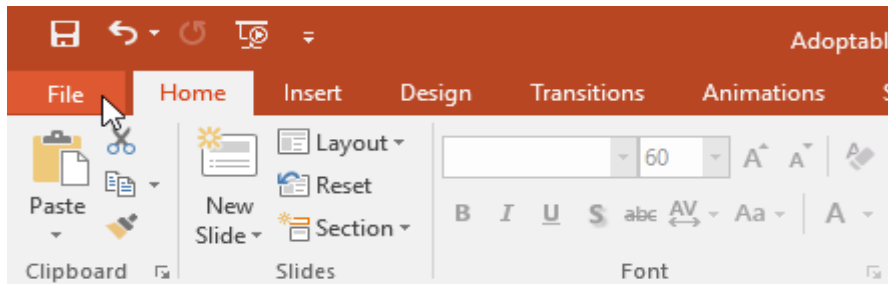 Adoptabl
File Home Insert Design Transitions Animations S
Layout
60 A A
Reset
Paste New Slide Section B I U S abc AV Aa A
Clipboard Slides Font